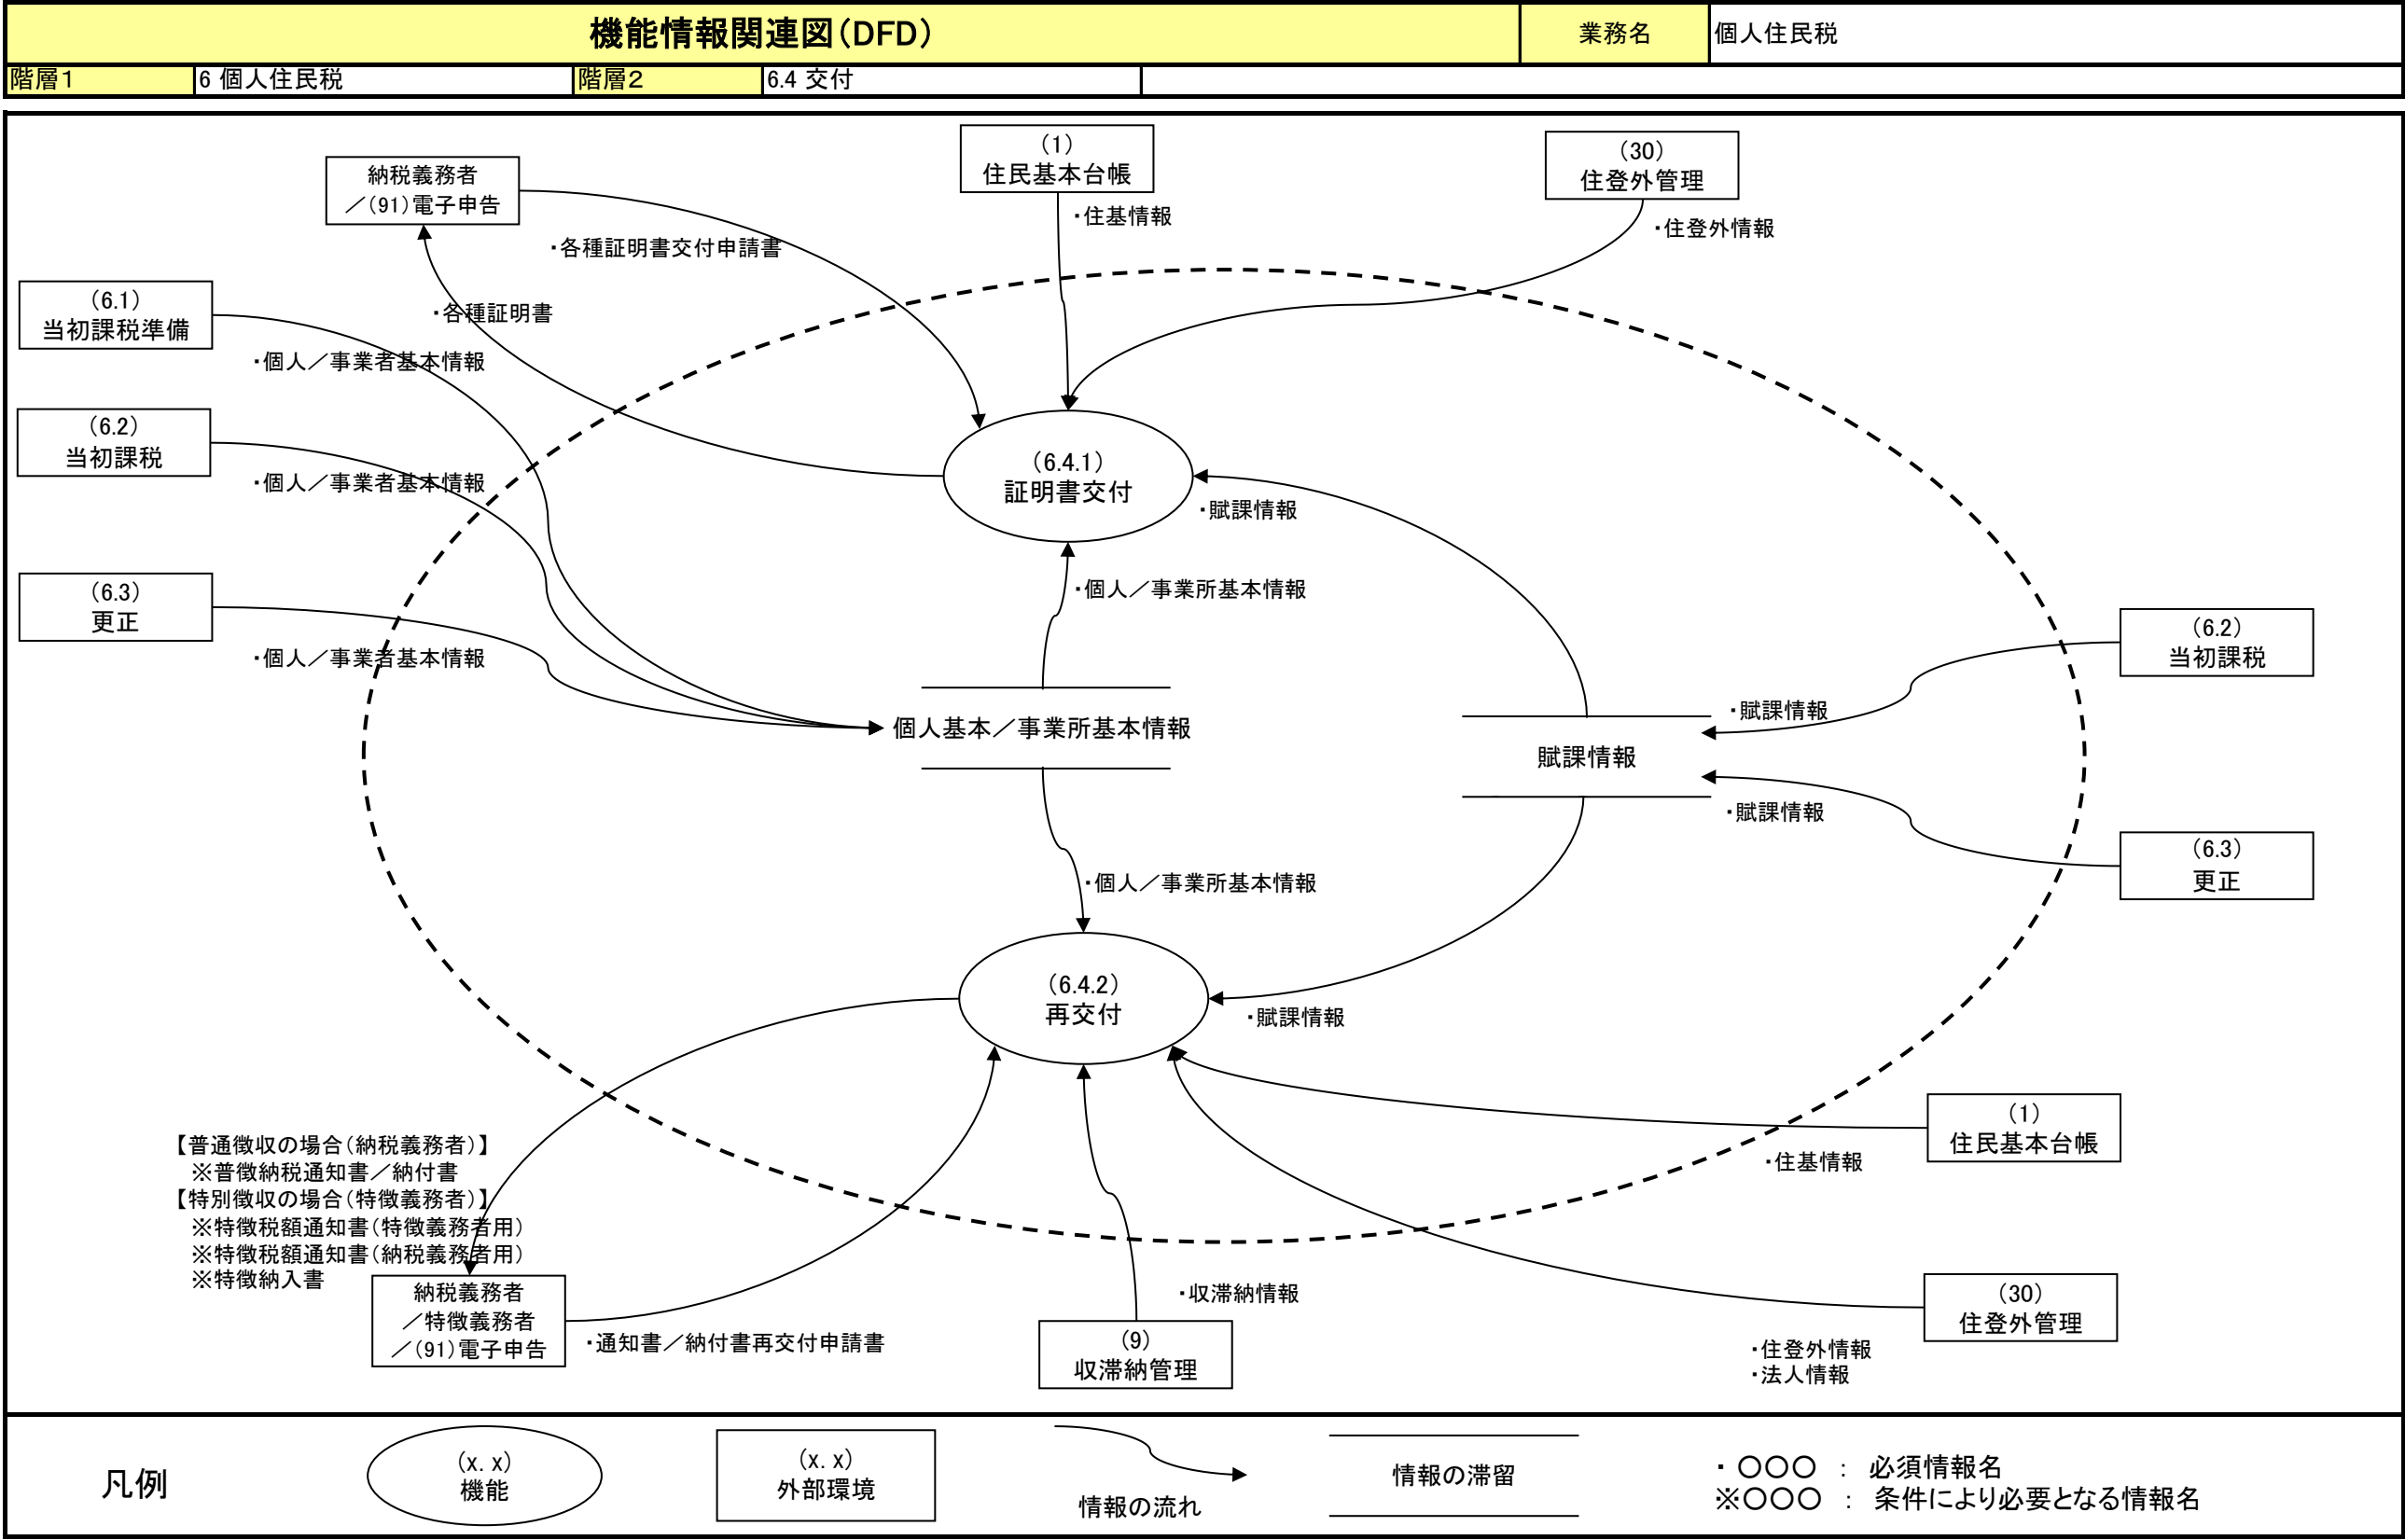 機能情報関連図(DFD)
業務名
個人住民税
階層1
6 個人住民税
階層2
6.4 交付
(1)
住民基本台帳
(30)
住登外管理
納税義務者
／(91)電子申告
・住基情報
・住登外情報
・各種証明書交付申請書
(6.1)
当初課税準備
・各種証明書
・個人／事業者基本情報
(6.2)
当初課税
・個人／事業者基本情報
(6.4.1)
証明書交付
・賦課情報
(6.3)
更正
・個人／事業者基本情報
・個人／事業所基本情報
(6.2)
当初課税
個人基本／事業所基本情報
・賦課情報
賦課情報
・賦課情報
(6.3)
更正
・個人／事業所基本情報
(6.4.2)
再交付
・賦課情報
(1)
住民基本台帳
・住基情報
【普通徴収の場合(納税義務者)】
※普徴納税通知書／納付書
【特別徴収の場合(特徴義務者)】
※特徴税額通知書(特徴義務者用)
※特徴税額通知書(納税義務者用)
※特徴納入書
納税義務者
／特徴義務者
／(91)電子申告
・通知書／納付書再交付申請書
・収滞納情報
(9)
収滞納管理
(30)
住登外管理
・住登外情報
・法人情報
凡例
(x. x)
機能
(x. x)
外部環境
情報の流れ
情報の滞留
・ ○○○ ： 必須情報名
※○○○ ： 条件により必要となる情報名